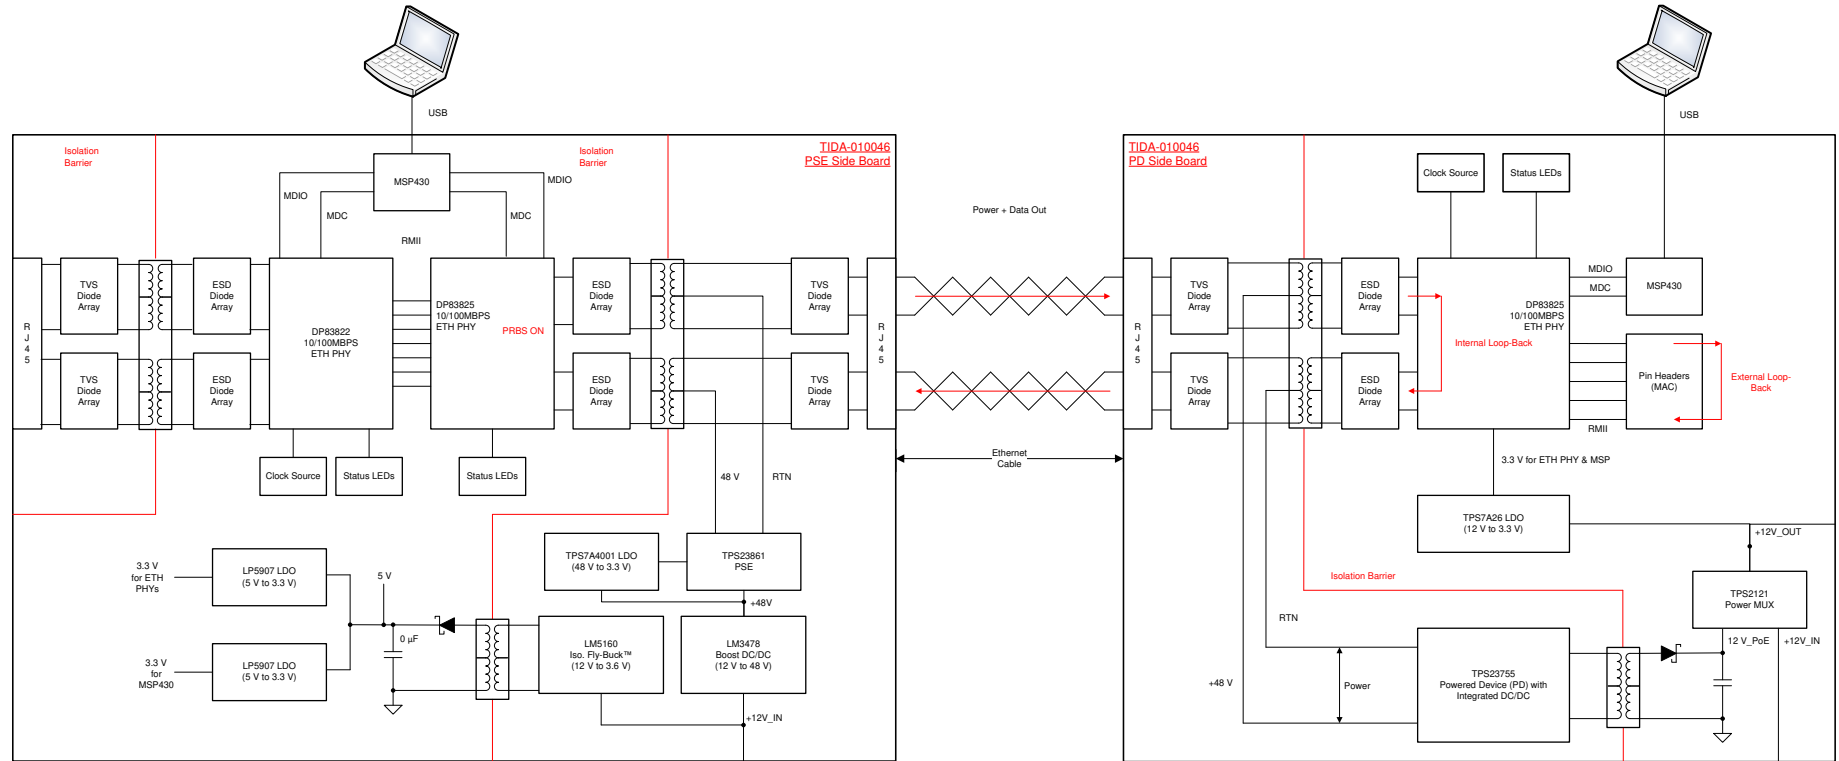 USB
USB
Isolation
Barrier
Isolation
Barrier
TIDA-010046
PSE Side Board
TIDA-010046
PD Side Board
MSP430
MDIO
MDC
MDIO
MDC
RMII
Power + Data Out
Clock Source
Status LEDs
R
J
4
5
TVS
Diode
Array
ESD
Diode
Array
TVS
Diode
Array
ESD
Diode
Array
DP83822
10/100MBPS
ETH PHY
DP83825
10/100MBPS
ETH PHY
PRBS ON
ESD
Diode
Array
ESD
Diode
Array
TVS
Diode
Array
TVS
Diode
Array
R
J
4
5
Clock Source
Status LEDs
Status LEDs
48 V
RTN
Ethernet
Cable
R
J
4
5
TVS
Diode
Array
TVS
Diode
Array
ESD
Diode
Array
ESD
Diode
Array
DP83825
10/100MBPS
ETH PHY
Internal Loop-Back
MDIO
MDC
MSP430
Pin Headers
(MAC)
External Loop-
Back
RMII
3.3 V for ETH PHY & MSP
TPS7A26 LDO
(12 V to 3.3 V)
+12V_OUT
TPS2121
Power MUX
12 V_PoE
+12V_IN
Isolation Barrier
RTN
+48 V
Power
TPS23755
Powered Device (PD) with
Integrated DC/DC
3.3 V
for ETH
PHYs
LP5907 LDO
(5 V to 3.3 V)
5 V
3.3 V
for
MSP430
LP5907 LDO
(5 V to 3.3 V)
0 µF
TPS7A4001 LDO
(48 V to 3.3 V)
TPS23861
PSE
+48V
LM5160
Iso. Fly-Buck™
(12 V to 3.6 V)
LM3478
Boost DC/DC
(12 V to 48 V)
+12V_IN